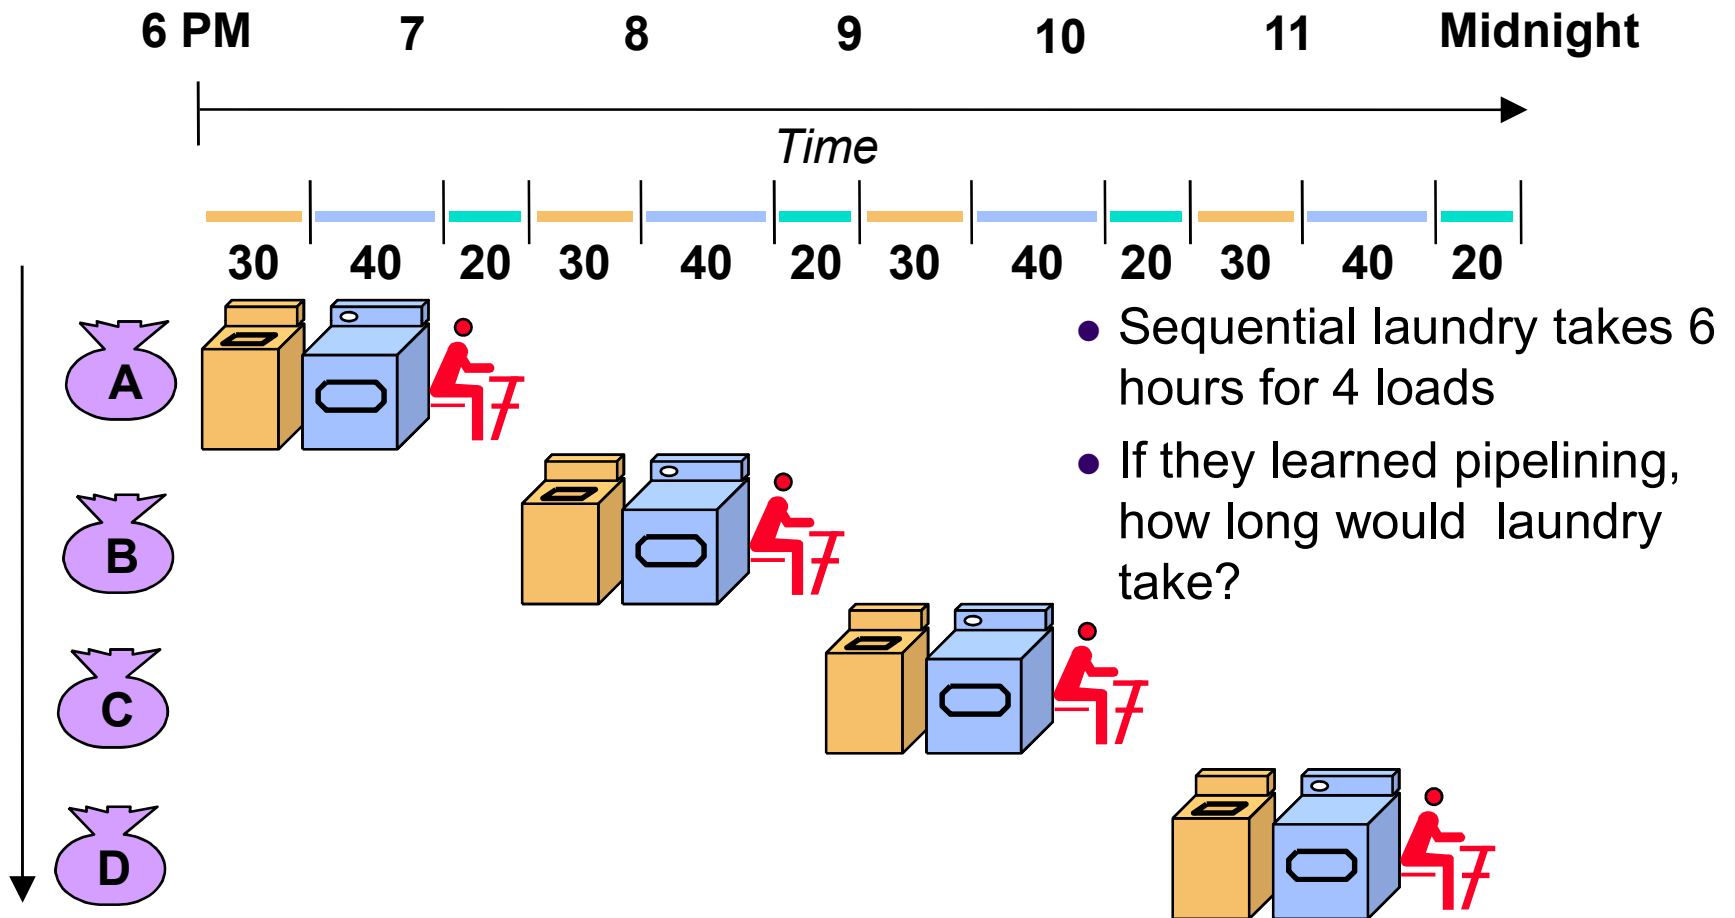 6 PM 7 8 9 10 11 Midnight
Time
30 40 20 30 40 20 30 40 20 30 40 20
A
B
C
D
• Sequential laundry takes 6
hours for 4 loads
• If they learned pipelining,
how long would laundry
take?